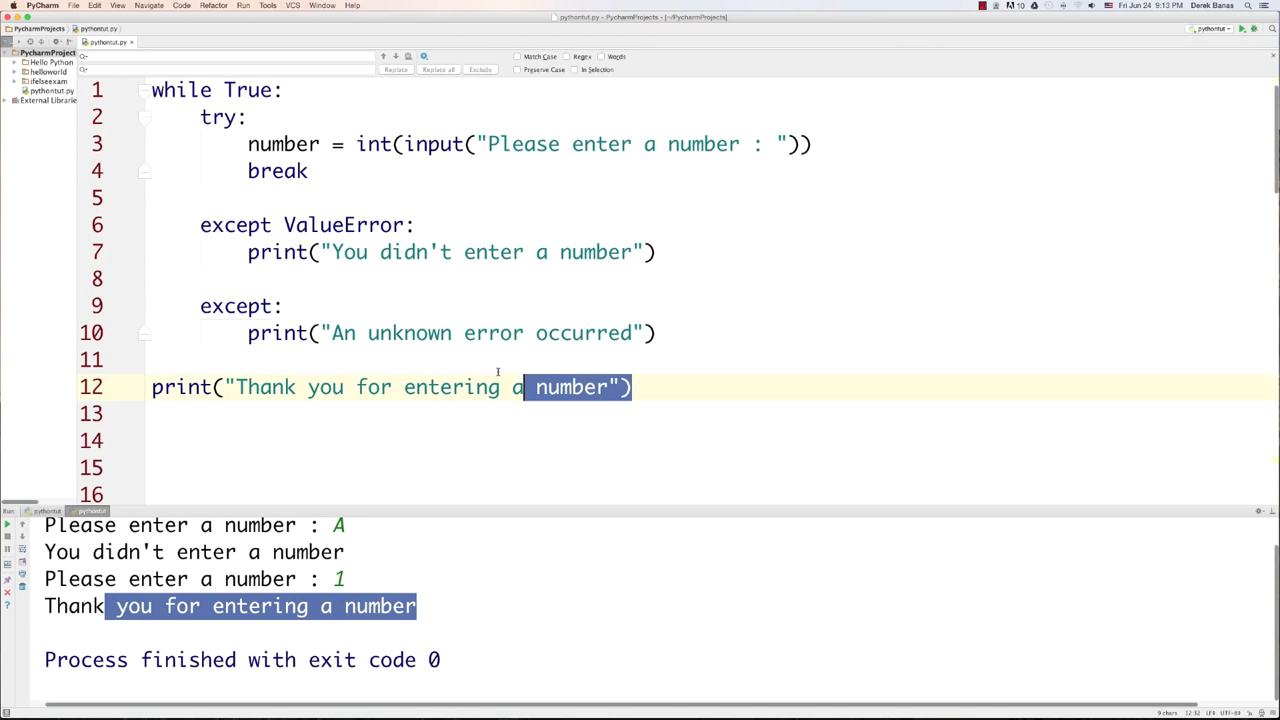 PyCharm File Edit View Navigate Code Refactor Run Tools VCS Window Help 10 Fri Jun 24 9:13 PM Derek Banas
pythontut.py - PycharmProjects - [~/PycharmProjects]
PycharmProjects pythontut.py pythontut
pythontut.py
PycharmProject
Hello Python
helloworld
ifelseexam
pythontut.py
External Librarie
Match Case Regex Words
Replace Replace all Exclude Preserve Case In Selection
1 while True:
2 try:
3 number = int(input("Please enter a number : "))
4 break
5
6 except ValueError:
7 print("You didn't enter a number")
8
9 except:
10 print("An unknown error occurred")
11
12 print("Thank you for entering a number")
13
14
15
16
Run: pythontut pythontut
Please enter a number : A
You didn't enter a number
Please enter a number : 1
Thank you for entering a number
Process finished with exit code 0
9 chars 12:32 LF÷ UTF-8÷